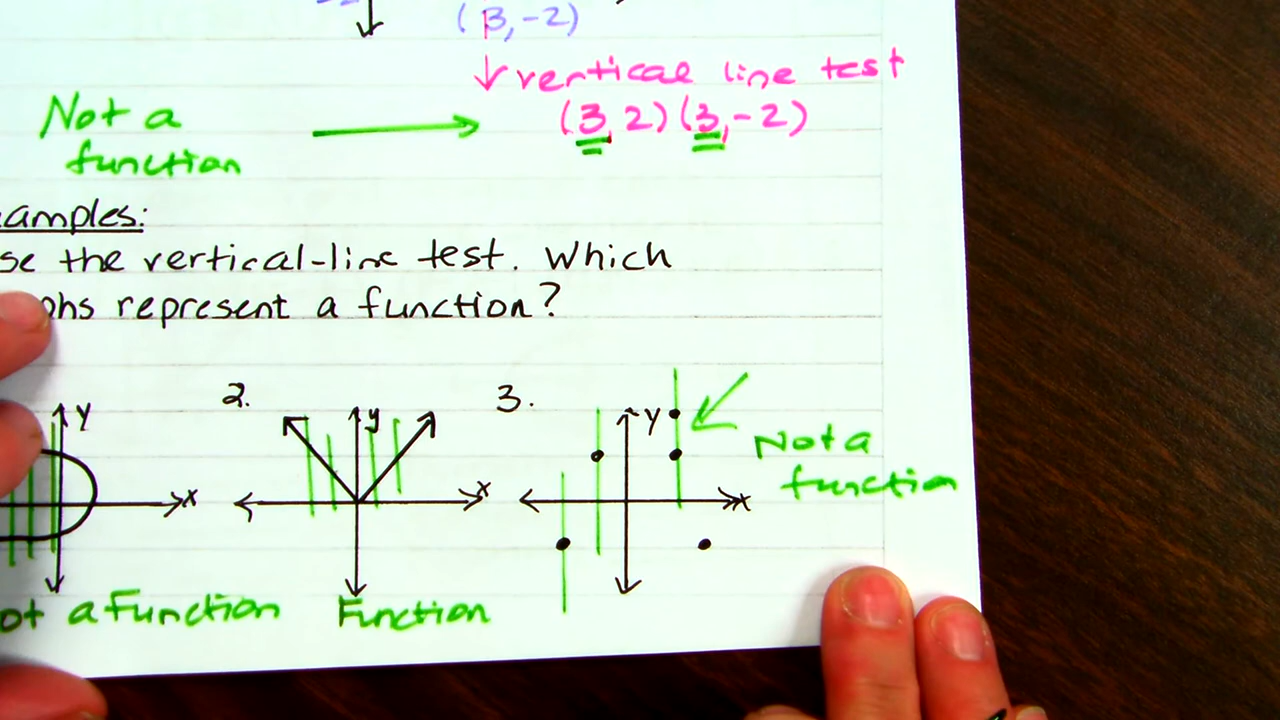 (3,-2)
vertical line test
(3,2) (3,-2)
Not a
function
amples:
se the vertical-line test. Which
phs represent a function?
y
x
ot a Function
2.
y
x
Function
3.
y
x
Not a
function